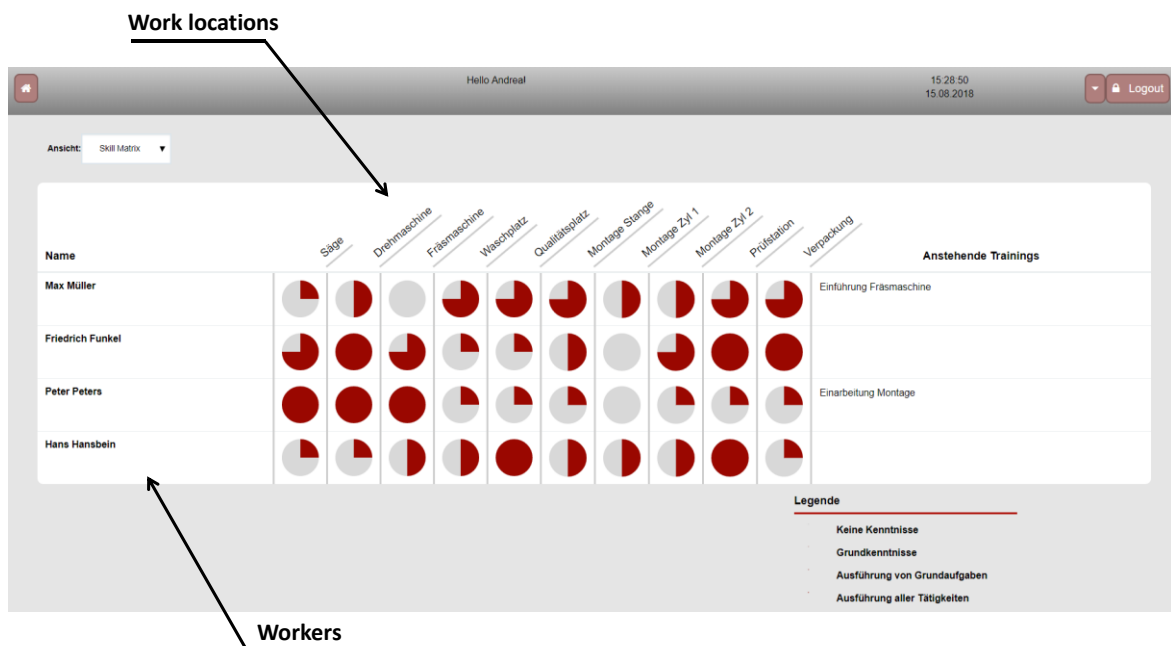 Work locations
Hello Andrea!
15:28:50
15.08.2018
Logout
Ansicht: Skill Matrix
Name
Säge
Drehmaschine
Fräsmaschine
Waschplatz
Qualitätsplatz
Montage Stange
Montage Zyl 1
Montage Zyl 2
Prüfstation
Verpackung
Anstehende Trainings
Max Müller
Einführung Fräsmaschine
Friedrich Funkel
Peter Peters
Einarbeitung Montage
Hans Hansbein
Legende
Keine Kenntnisse
Grundkenntnisse
Ausführung von Grundaufgaben
Ausführung aller Tätigkeiten
Workers